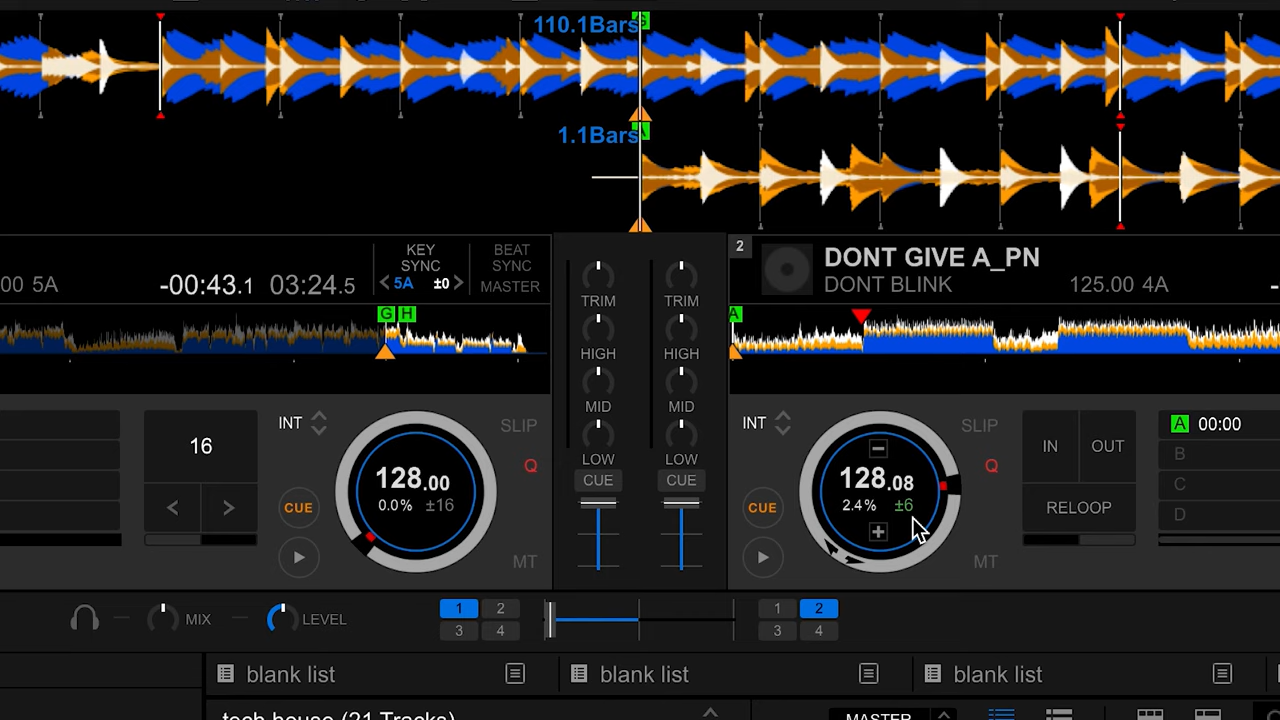 110.1Bars G
1.1Bars A
00 5A
-00:43.1 03:24.5
KEY SYNC
< 5A ±0 >
BEAT SYNC
MASTER
G H
16
INT
SLIP
Q
128.00
0.0% ±16
CUE
MT
TRIM TRIM
HIGH HIGH
MID MID
LOW LOW
CUE CUE
2
DONT GIVE A_PN
DONT BLINK 125.00 4A
-
A
INT
SLIP
Q
128.08
2.4% ±6
CUE
MT
IN OUT
RELOOP
A 00:00
B
C
D
MIX LEVEL
1 2
3 4
1 2
3 4
blank list blank list blank list
tech house (21 Tracks)
MASTER